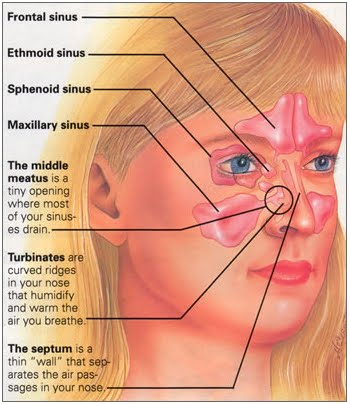 Frontal sinus
Ethmoid sinus
Sphenoid sinus
Maxillary sinus
The middle
meatus is a
tiny opening
where most
of your sinus-
es drain.
Turbinates are
curved ridges
in your nose
that humidify
and warm the
air you breathe.
The septum is a
thin “wall” that sep-
arates the air pas-
sages in your nose.